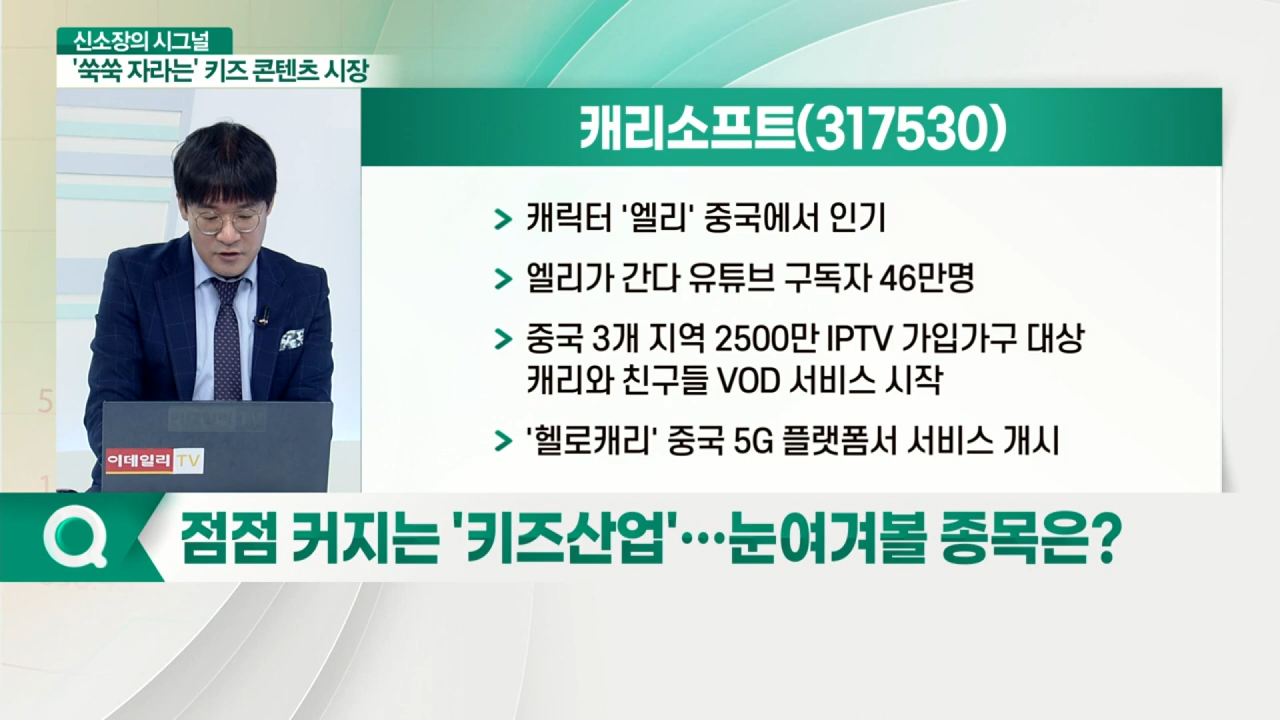 신소장의 시그널
'쑥쑥 자라는' 키즈 콘텐츠 시장
캐리소프트(317530)
> 캐릭터 '엘리' 중국에서 인기
> 엘리가 간다 유튜브 구독자 46만명
> 중국 3개 지역 2500만 IPTV 가입가구 대상
캐리와 친구들 VOD 서비스 시작
> '헬로캐리' 중국 5G 플랫폼서 서비스 개시
이데일리TV
점점 커지는 '키즈산업'…눈여겨볼 종목은?